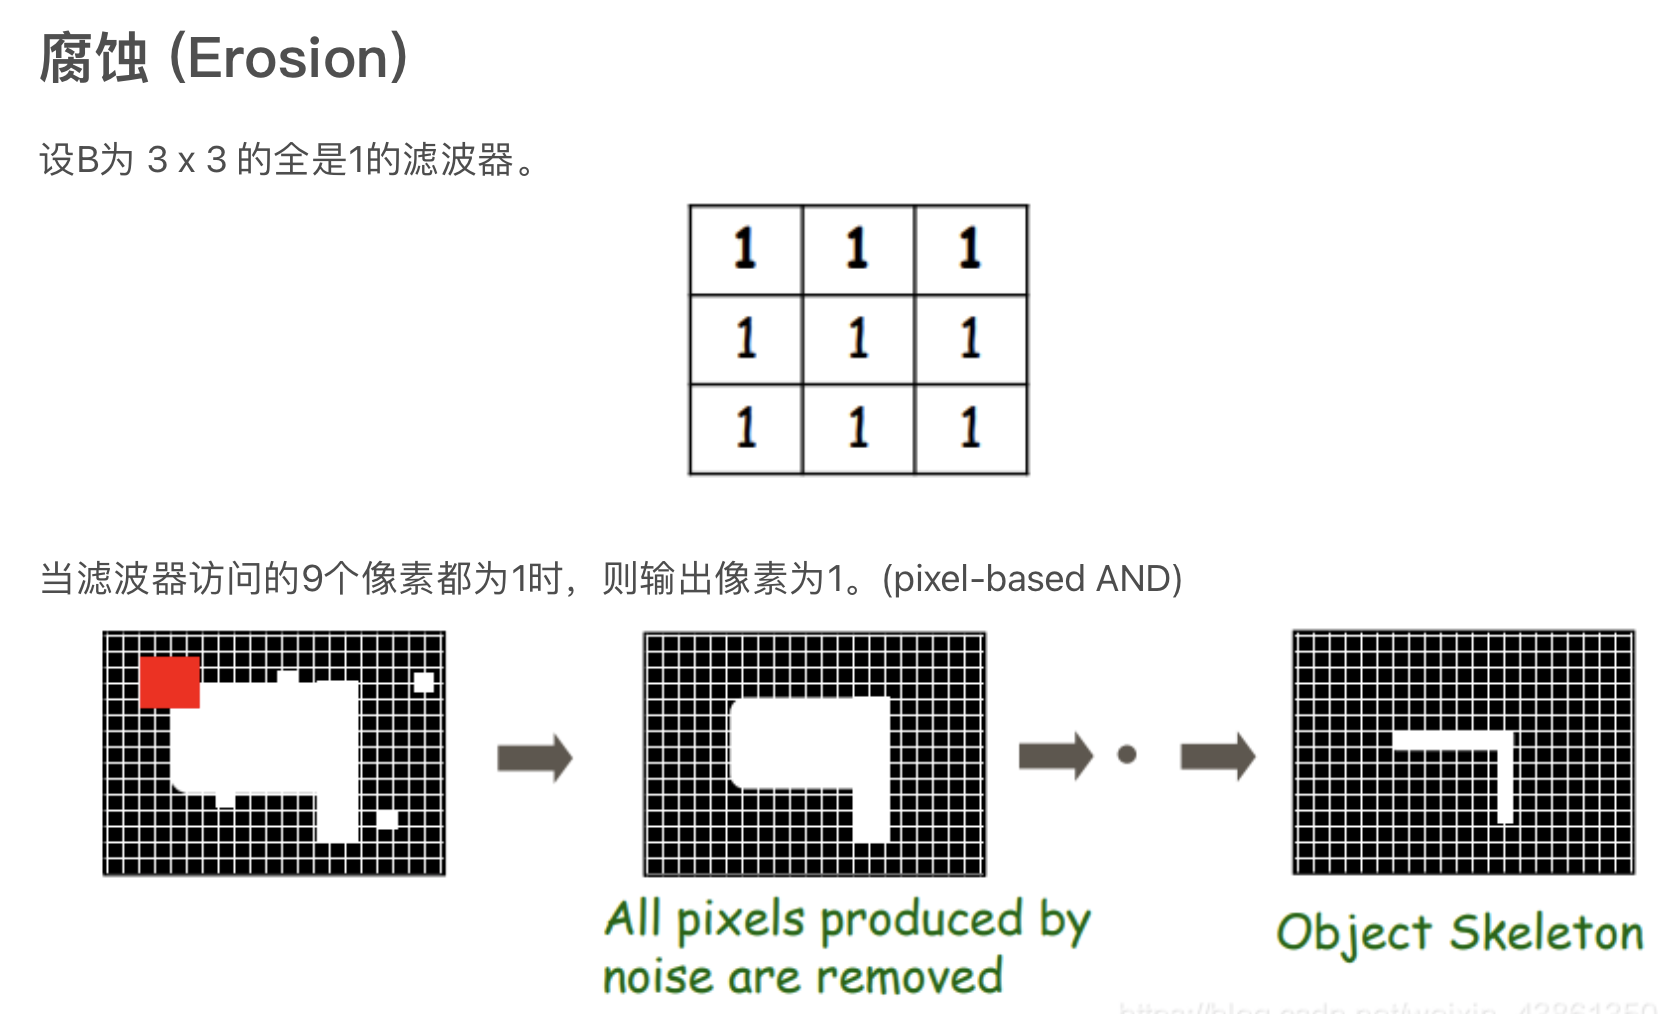 腐蚀 (Erosion)
设B为 3 x 3 的全是1的滤波器。
1 1 1
1 1 1
1 1 1
当滤波器访问的9个像素都为1时，则输出像素为1。(pixel-based AND)
All pixels produced by
noise are removed
Object Skeleton